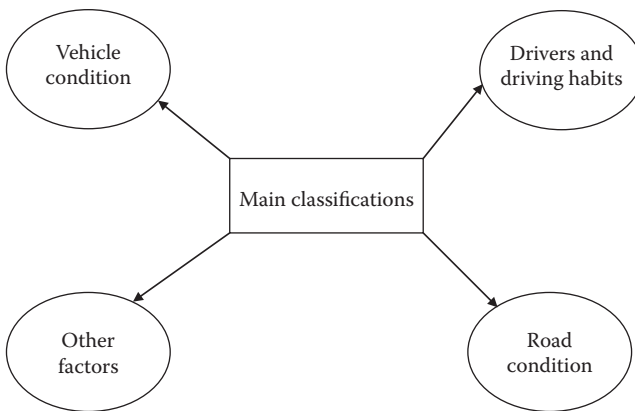 Vehicle
condition
Drivers and
driving habits
Main classifications
Other
factors
Road
condition